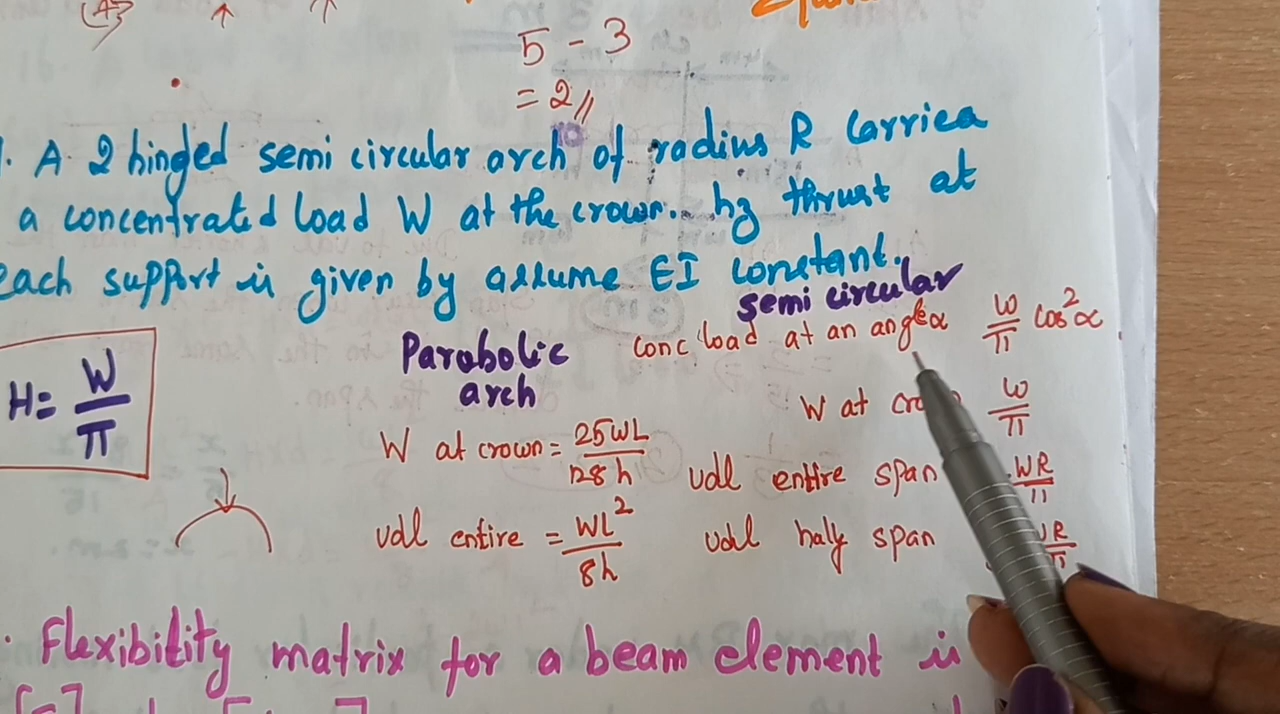 5 - 3
= 2//
. A 2 hinged semi circular arch of radius R Carries
a concentrated load W at the crown. hz thrust at
each support is given by assume EI constant.
semi circular
Parabolic arch
conc load at an angle α W/π cos²α
H = W/π
W at crown = 25WL/128h
W at W/π
udl entire span WR/π
udl entire = WL²/8h
udl half span
. Flexibility matrix for a beam element is